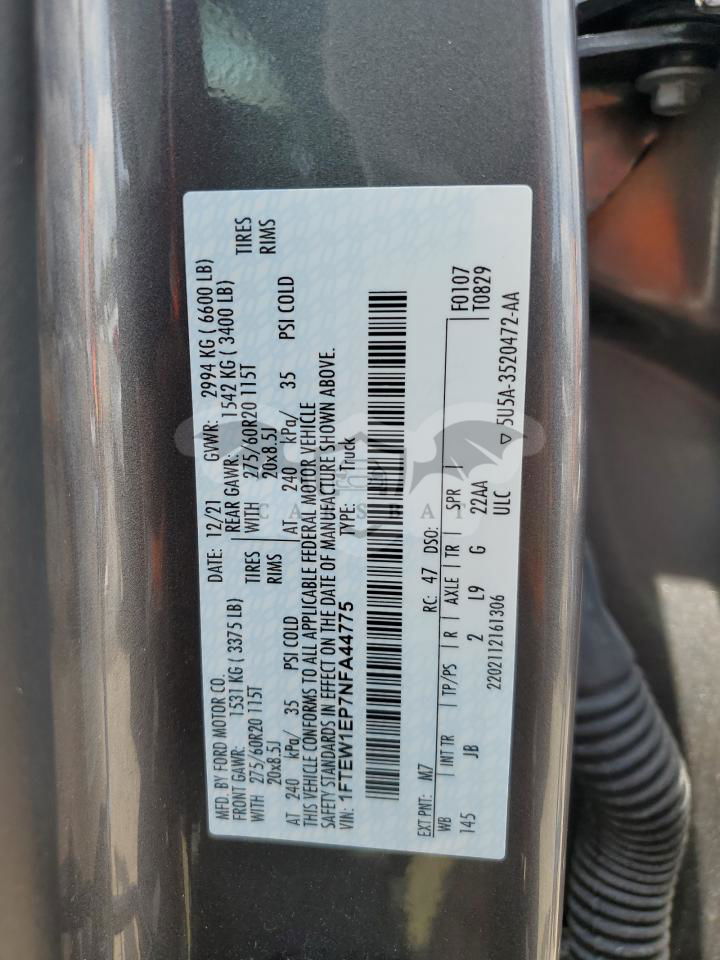 MFD. BY FORD MOTOR CO.
DATE: 12/21 GVWR: 2994 KG ( 6600 LB)
FRONT GAWR: 1531 KG ( 3375 LB) REAR GAWR: 1542 KG ( 3400 LB)
WITH 275/60R20 115T TIRES WITH 275/60R20 115T TIRES
20x8.5J RIMS 20x8.5J RIMS
AT 240 kPa/ 35 PSI COLD AT 240 kPa/ 35 PSI COLD
THIS VEHICLE CONFORMS TO ALL APPLICABLE FEDERAL MOTOR VEHICLE
SAFETY STANDARDS IN EFFECT ON THE DATE OF MANUFACTURE SHOWN ABOVE.
VIN: 1FTEW1EP7NFA44775 TYPE: Truck
EXT PNT: M7 RC: 47 DSO: F0107
WB INT TR TP/PS R AXLE TR SPR T0829
145 JB 2 L9 G 22AA
2202112161306 ULC
5U5A-3520472-AA
CARSBAT